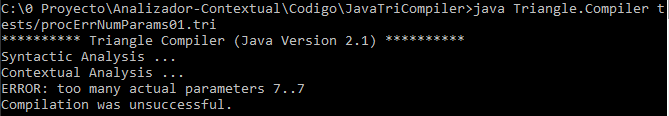 C:\0 Proyecto\Analizador-Contextual\Codigo\JavaTriCompiler>java Triangle.Compiler t
ests/procErrNumParams01.tri
********** Triangle Compiler (Java Version 2.1) **********
Syntactic Analysis ...
Contextual Analysis ...
ERROR: too many actual parameters 7..7
Compilation was unsuccessful.